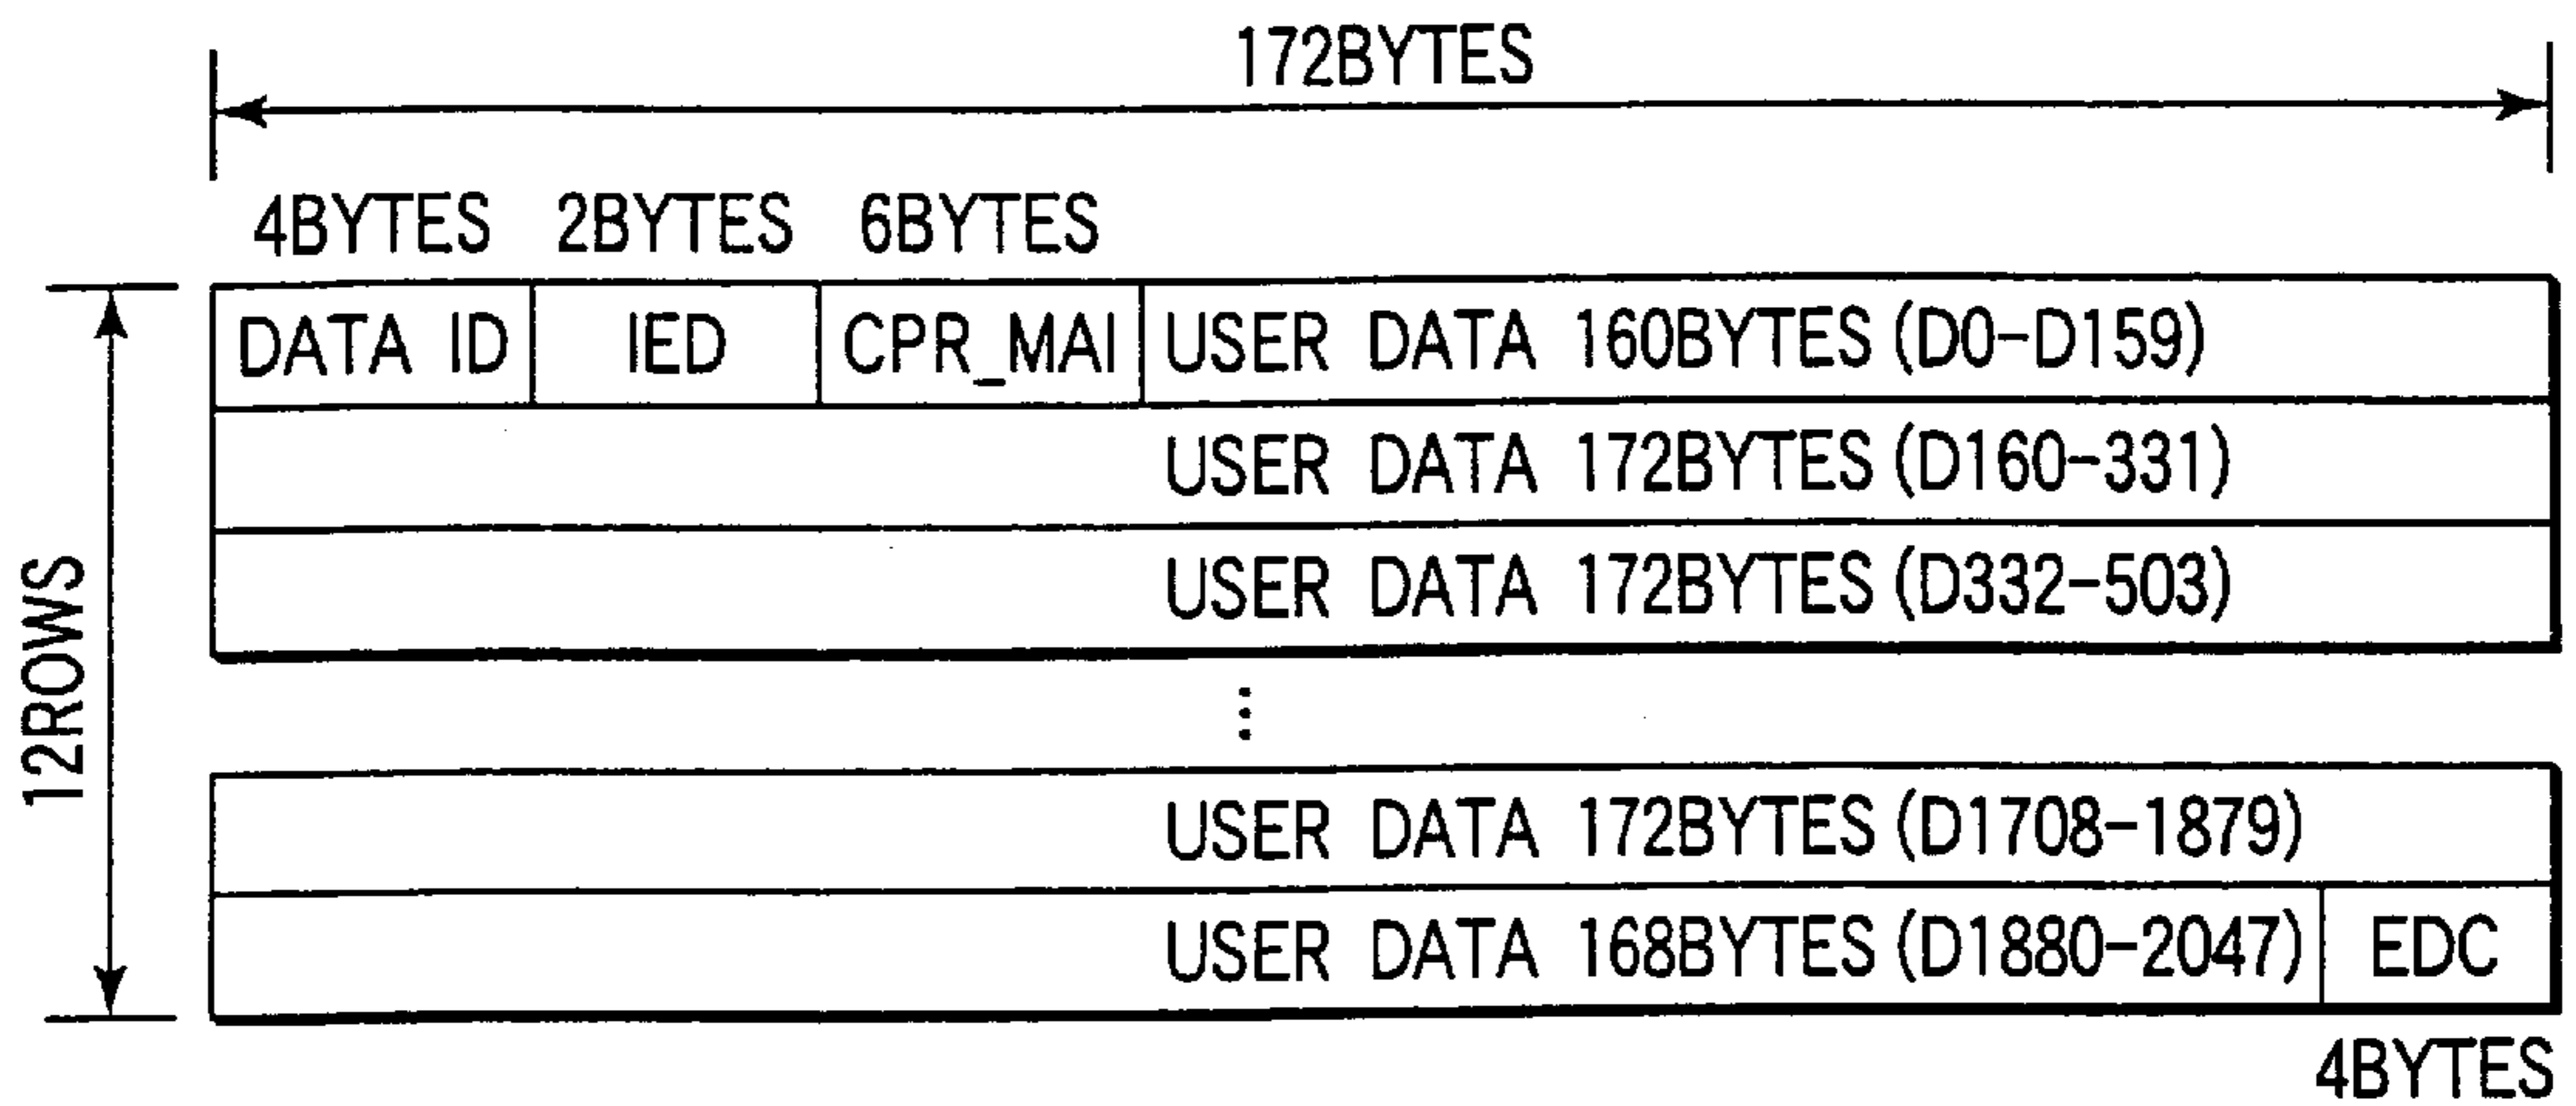 172BYTES
4BYTES 2BYTES 6BYTES
DATA ID IED CPR_MAI USER DATA 160BYTES (D0-D159)
USER DATA 172BYTES (D160-331)
USER DATA 172BYTES (D332-503)
12ROWS
USER DATA 172BYTES (D1708-1879)
USER DATA 168BYTES (D1880-2047) EDC
4BYTES